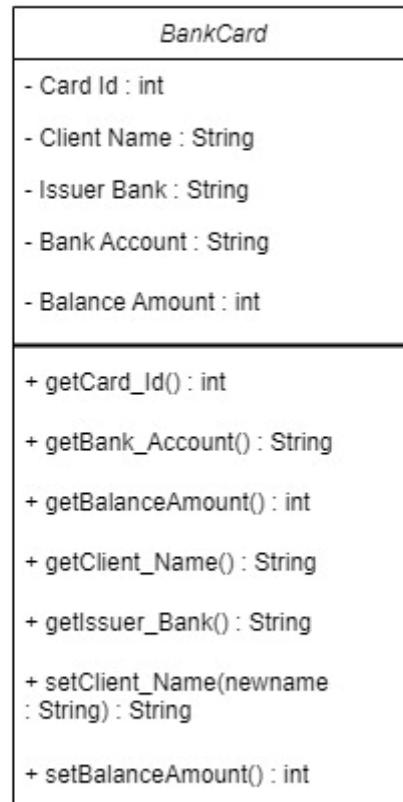 BankCard
- Card Id : int
- Client Name : String
- Issuer Bank : String
- Bank Account : String
- Balance Amount : int
+ getCard_Id() : int
+ getBank_Account() : String
+ getBalanceAmount() : int
+ getClient_Name() : String
+ getIssuer_Bank() : String
+ setClient_Name(newname
: String) : String
+ setBalanceAmount() : int